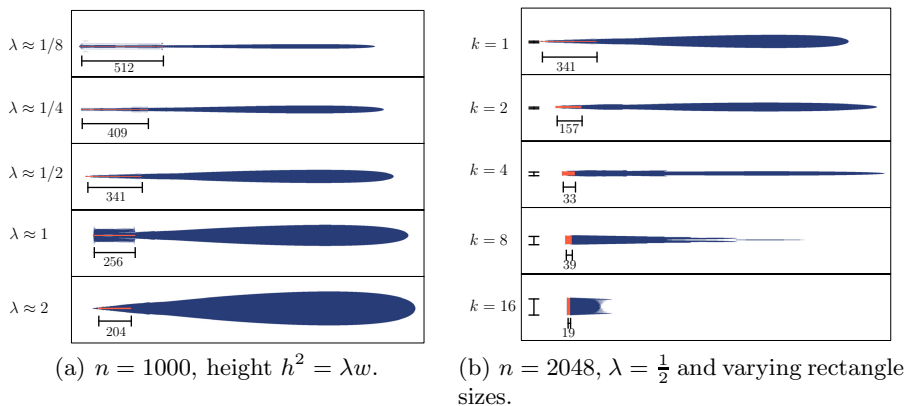 λ ≈ 1/8
512
λ ≈ 1/4
409
λ ≈ 1/2
341
λ ≈ 1
256
λ ≈ 2
204
(a) n = 1000, height h² = λw.
k = 1
341
k = 2
157
k = 4
33
k = 8
39
k = 16
19
(b) n = 2048, λ = 1/2 and varying rectangle
sizes.